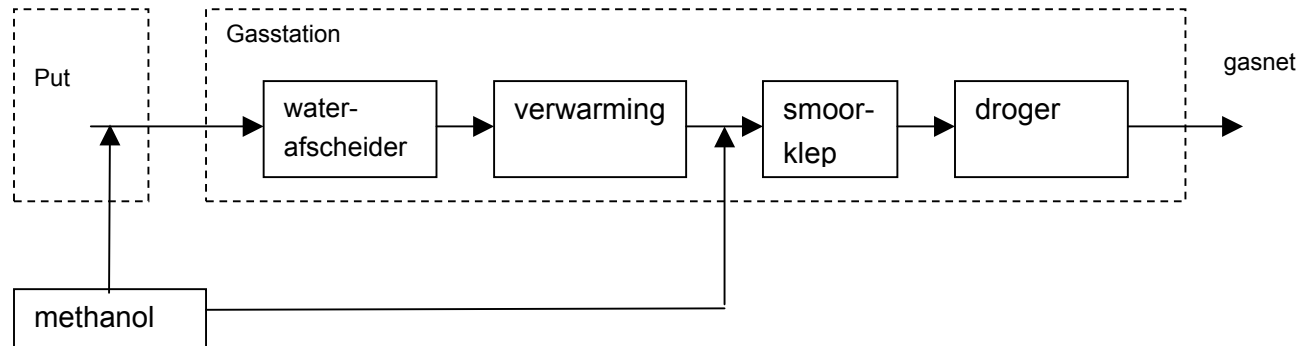 Gasstation
gasnet
Put
water-
afscheider
verwarming
smoor-
klep
droger
methanol